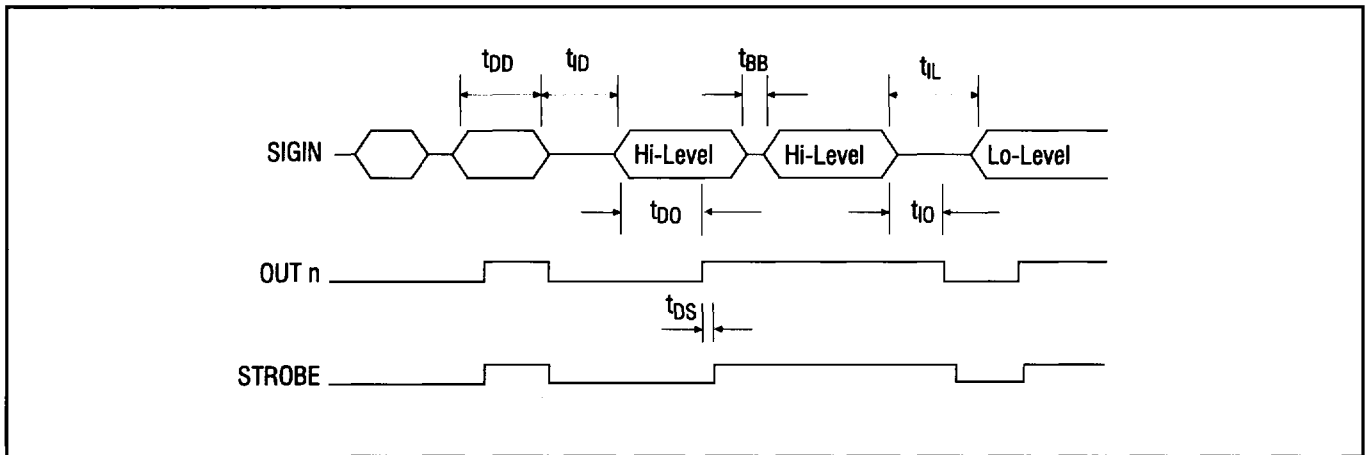 tDD tID tBB tIL
SIGIN Hi-Level Hi-Level Lo-Level
tDO tIO
OUT n
tDS
STROBE